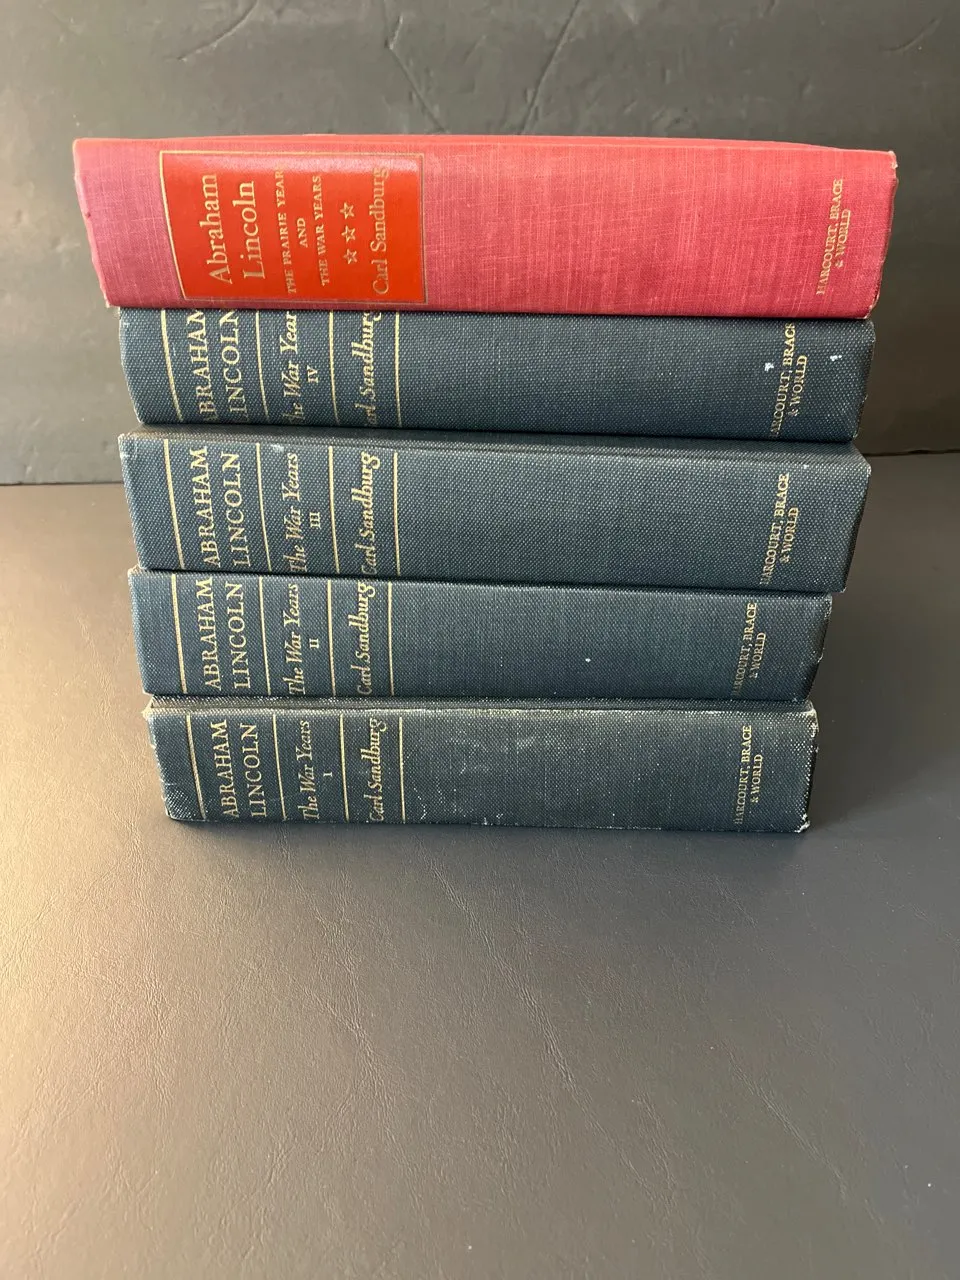 Abraham
Lincoln
THE PRAIRIE YEAR
AND
THE WAR YEARS
☆ ☆ ☆
Carl Sandburg
HARCOURT, BRACE
& WORLD
ABRAHAM
LINCOLN
The War Years
IV
Carl Sandburg
HARCOURT, BRACE
& WORLD
ABRAHAM
LINCOLN
The War Years
III
Carl Sandburg
HARCOURT, BRACE
& WORLD
ABRAHAM
LINCOLN
The War Years
II
Carl Sandburg
HARCOURT, BRACE
& WORLD
ABRAHAM
LINCOLN
The War Years
I
Carl Sandburg
HARCOURT, BRACE
& WORLD